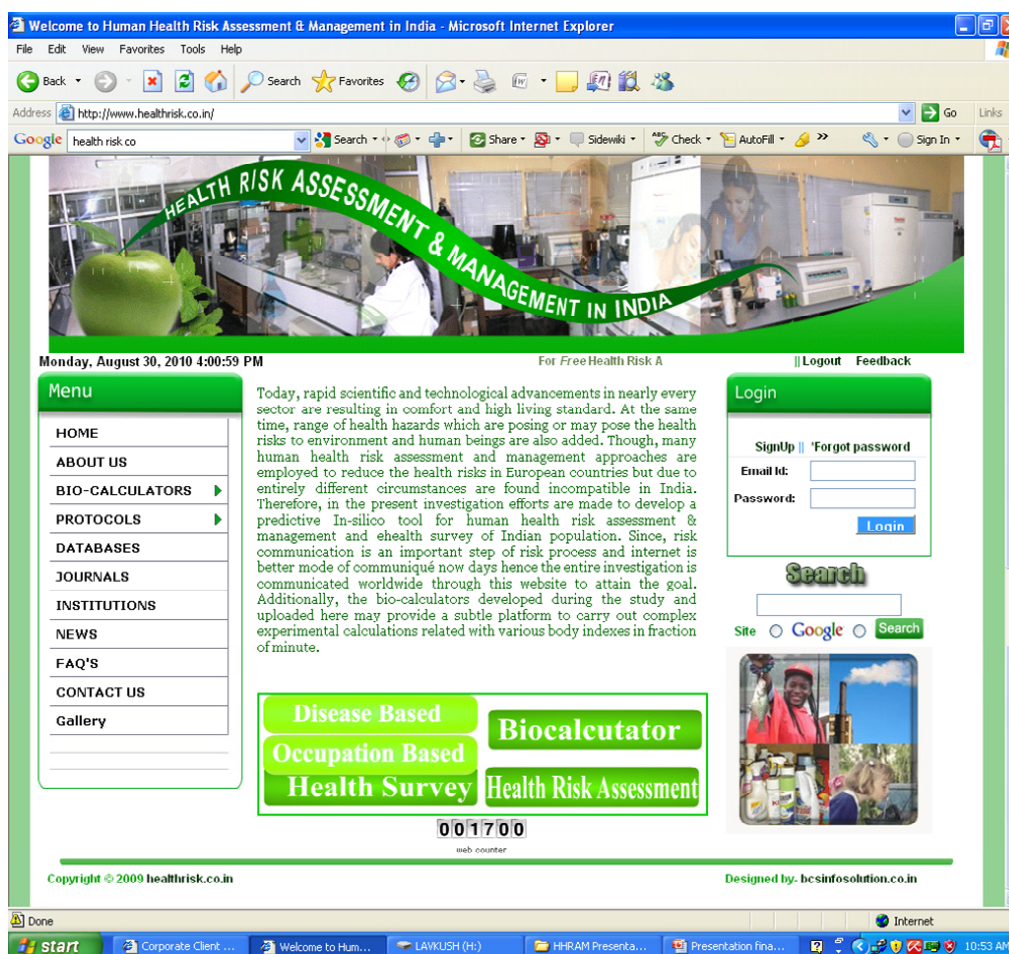 Welcome to Human Health Risk Assessment & Management in India - Microsoft Internet Explorer
File Edit View Favorites Tools Help
Back Search Favorites
Address http://www.healthrisk.co.in/ Go Links
Google health risk co Search Share Sidewiki Check AutoFill Sign In
HEALTH RISK ASSESSMENT & MANAGEMENT IN INDIA
Monday, August 30, 2010 4:00:59 PM For Free Health Risk A || Logout Feedback
Menu
HOME
ABOUT US
BIO-CALCULATORS
PROTOCOLS
DATABASES
JOURNALS
INSTITUTIONS
NEWS
FAQ'S
CONTACT US
Gallery
Today, rapid scientific and technological advancements in nearly every
sector are resulting in comfort and high living standard. At the same
time, range of health hazards which are posing or may pose the health
risks to environment and human beings are also added. Though, many
human health risk assessment and management approaches are
employed to reduce the health risks in European countries but due to
entirely different circumstances are found incompatible in India.
Therefore, in the present investigation efforts are made to develop a
predictive In-silico tool for human health risk assessment &
management and ehealth survey of Indian population. Since, risk
communication is an important step of risk process and internet is
better mode of communiqué now days hence the entire investigation is
communicated worldwide through this website to attain the goal.
Additionally, the bio-calculators developed during the study and
uploaded here may provide a subtle platform to carry out complex
experimental calculations related with various body indexes in fraction
of minute.
Disease Based
Occupation Based
Health Survey
Biocalcutator
Health Risk Assessment
001700
web counter
Login
SignUp || *Forgot password
Email Id:
Password:
Login
Search
Site Google Search
Copyright © 2009 healthrisk.co.in Designed by- bcsinfosolution.co.in
Done Internet
start Corporate Client ... Welcome to Hum... LAVKUSH (H:) HHRAM Presenta... Presentation fina... 10:53 AM